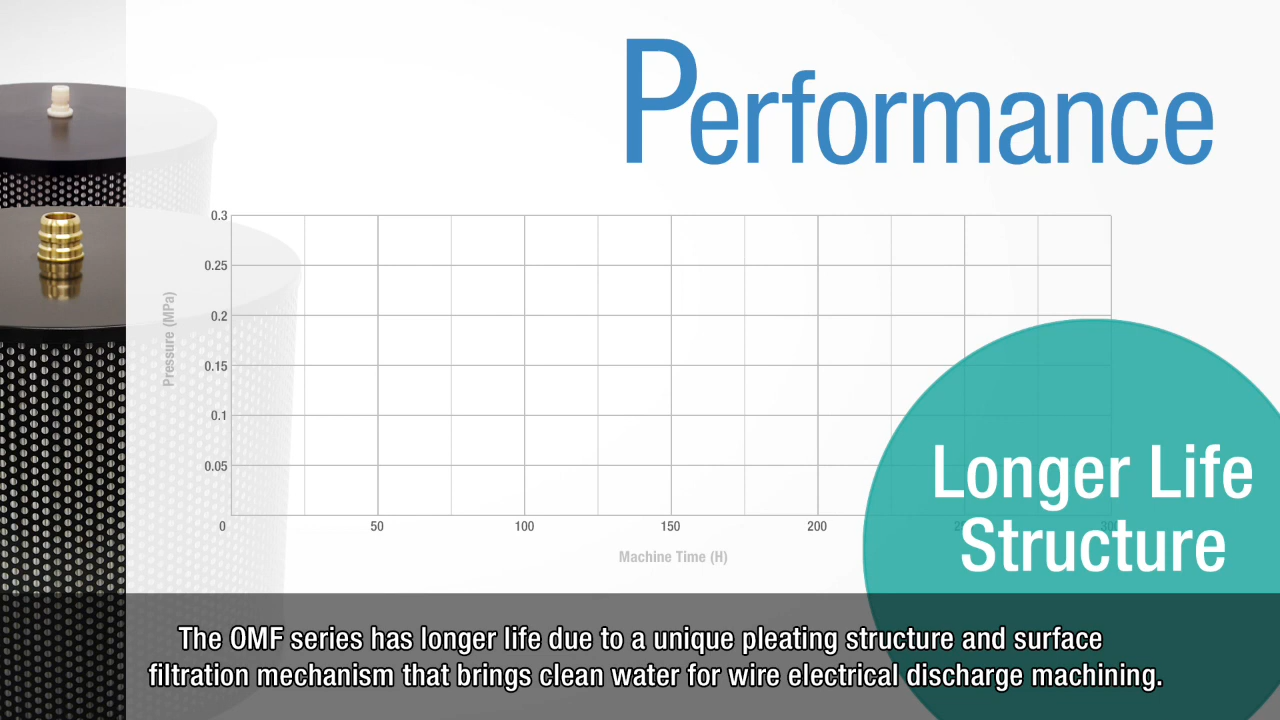 Performance
0.3
0.25
0.2
0.15
0.1
0.05
Pressure (MPa)
0 50 100 150 200 250 300
Machine Time (H)
Longer Life
Structure
The OMF series has longer life due to a unique pleating structure and surface
filtration mechanism that brings clean water for wire electrical discharge machining.